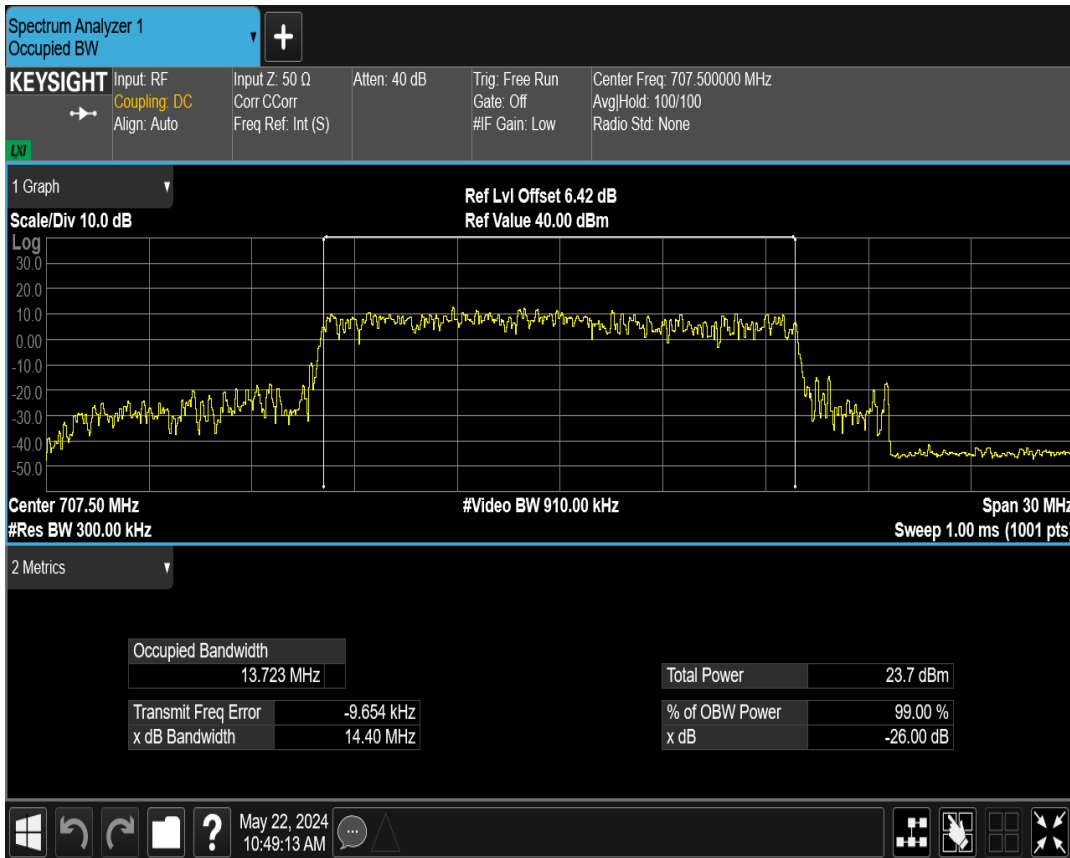 Spectrum Analyzer 1
Occupied BW
+
KEYSIGHT
LXI
Input: RF
Coupling: DC
Align: Auto
Input Z: 50 Ω
Corr CCorr
Freq Ref: Int (S)
Atten: 40 dB
Trig: Free Run
Gate: Off
#IF Gain: Low
Center Freq: 707.500000 MHz
Avg|Hold: 100/100
Radio Std: None
1 Graph
Ref Lvl Offset 6.42 dB
Scale/Div 10.0 dB
Ref Value 40.00 dBm
Log
30.0
20.0
10.0
0.00
-10.0
-20.0
-30.0
-40.0
-50.0
Center 707.50 MHz
#Video BW 910.00 kHz
Span 30 MHz
#Res BW 300.00 kHz
Sweep 1.00 ms (1001 pts)
2 Metrics
Occupied Bandwidth
13.723 MHz
Total Power 23.7 dBm
Transmit Freq Error -9.654 kHz
% of OBW Power 99.00 %
x dB Bandwidth 14.40 MHz
x dB -26.00 dB
?
May 22, 2024
10:49:13 AM